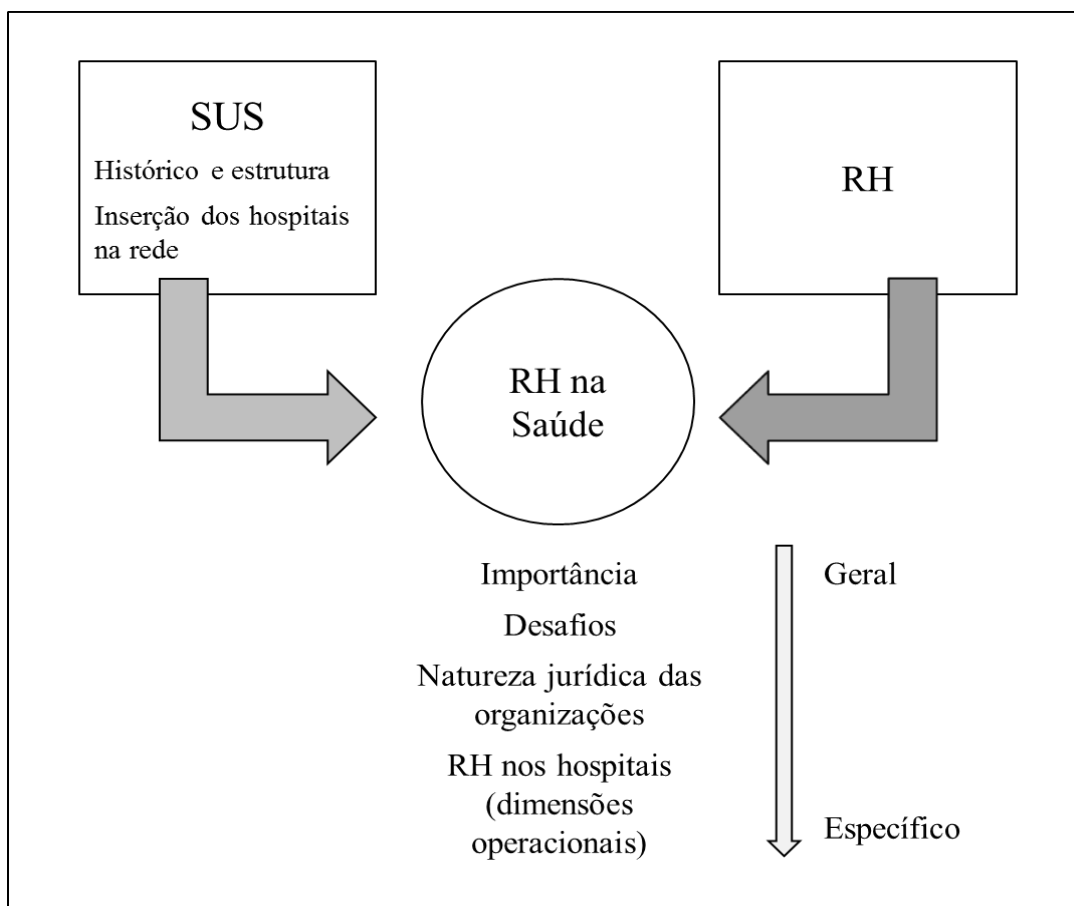 SUS
Histórico e estrutura
Inserção dos hospitais
na rede
RH
RH na
Saúde
Importância
Desafios
Natureza jurídica das
organizações
RH nos hospitais
(dimensões
operacionais)
Geral
Específico